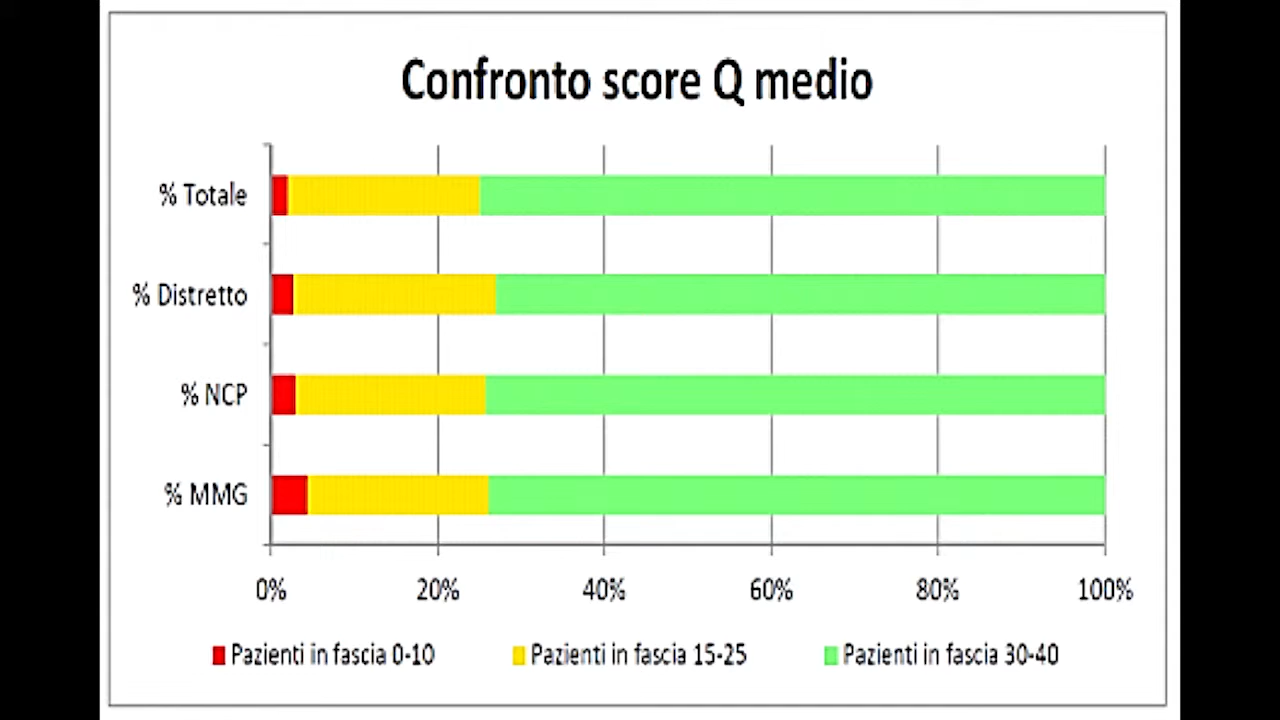 Confronto score Q medio
% Totale
% Distretto
% NCP
% MMG
0% 20% 40% 60% 80% 100%
Pazienti in fascia 0-10 Pazienti in fascia 15-25 Pazienti in fascia 30-40